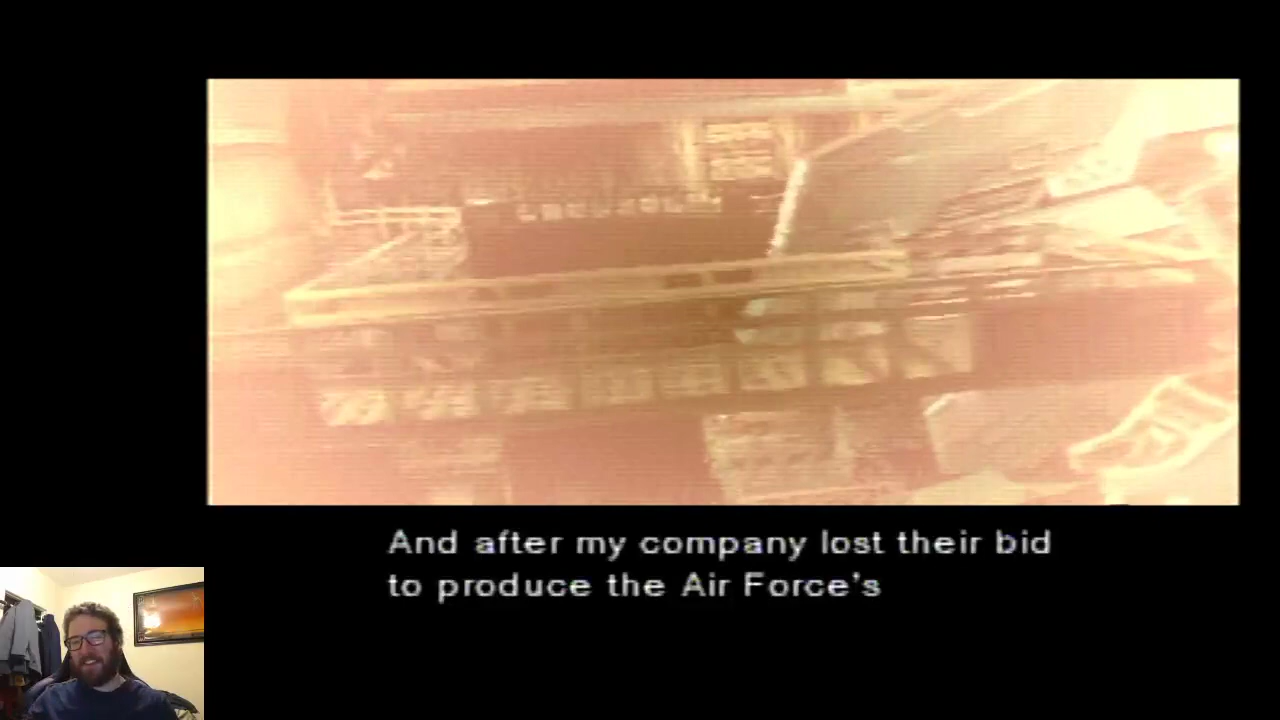 And after my company lost their bid
to produce the Air Force's